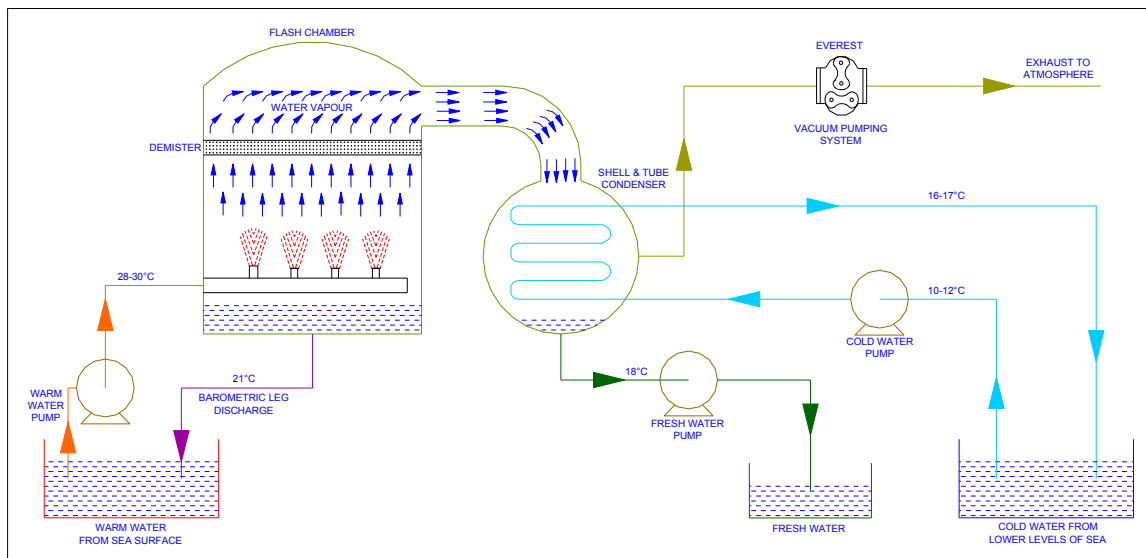 FLASH CHAMBER
EVEREST
EXHAUST TO
ATMOSPHERE
WATER VAPOUR
VACUUM PUMPING
SYSTEM
DEMISTER
SHELL & TUBE
CONDENSER
16-17°C
28-30°C
10-12°C
COLD WATER
PUMP
21°C
BAROMETRIC LEG
DISCHARGE
18°C
WARM
WATER
PUMP
FRESH WATER
PUMP
WARM WATER
FROM SEA SURFACE
FRESH WATER
COLD WATER FROM
LOWER LEVELS OF SEA